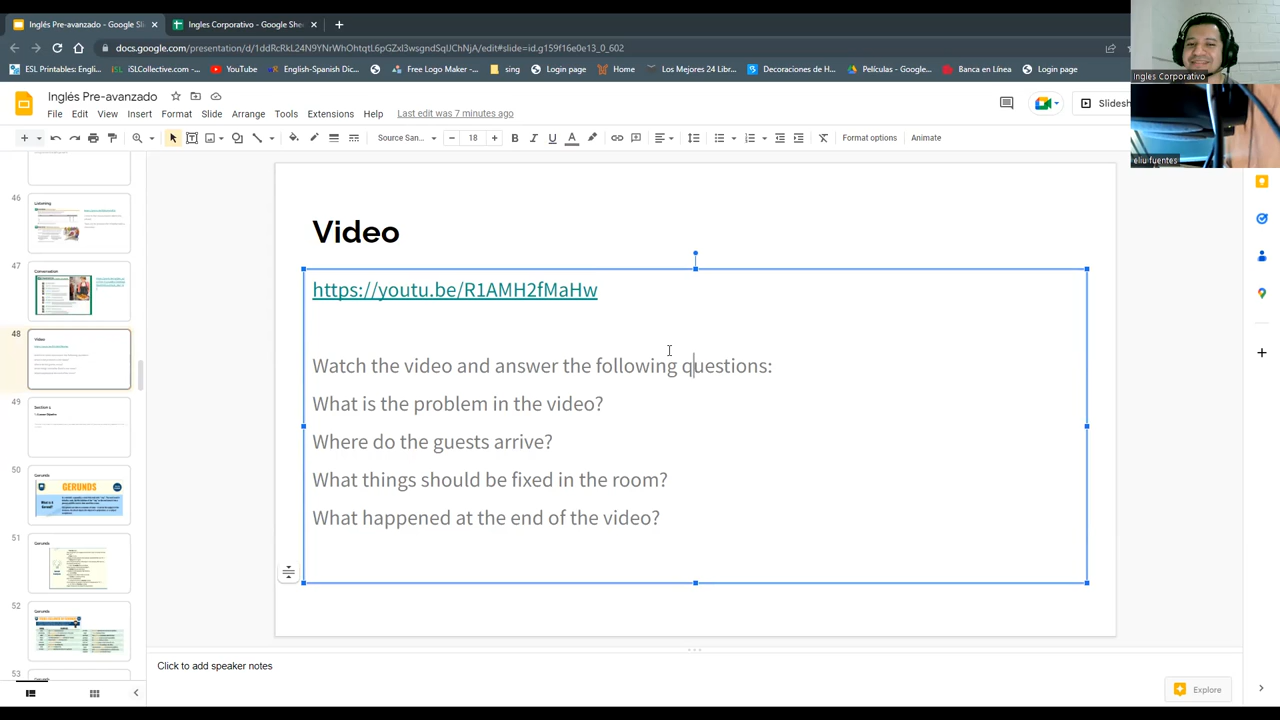 Inglés Pre-avanzado - Google Sli
Ingles Corporativo - Google She
docs.google.com/presentation/d/1ddRcRkL24N9YNrWhOhtqtL6pGZxl3wsgndSqlJChNjA/edit#slide=id.g159f16e0e13_0_602
ESL Printables: Engli...
iSLCollective.com -...
YouTube
English-Spanish Dic...
Free Logo Maker -...
Home
Los Mejores 24 Libr...
Decoraciones de H...
Películas - Google...
Banca en Línea
Login page
Ingles Corporativo
Inglés Pre-avanzado
File Edit View Insert Format Slide Arrange Tools Extensions Help
Last edit was 7 minutes ago
Slidesh
Source San...
18
Format options
Animate
eliu fuentes
46
Listening
47
Conversation
48
Video
49
50
Gerunds
GERUNDS
51
Gerunds
52
Gerunds
53
Video
https://youtu.be/R1AMH2fMaHw
Watch the video and answer the following questions:
What is the problem in the video?
Where do the guests arrive?
What things should be fixed in the room?
What happened at the end of the video?
Click to add speaker notes
Explore